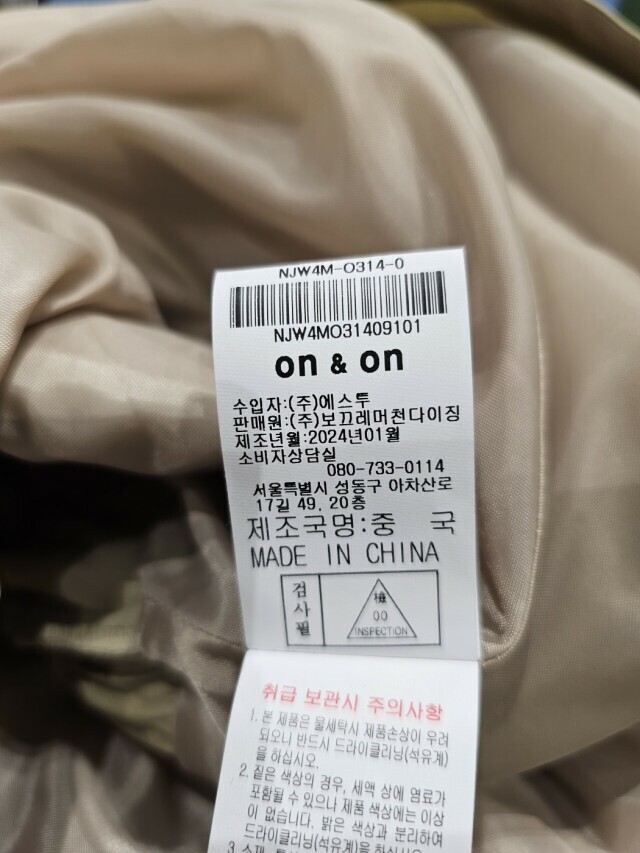 NJW4M-O314-0
NJW4MO31409101
on & on
수입자:(주)에스투
판매원:(주)보끄레머천다이징
제조년월:2024년01월
소비자상담실
080-733-0114
서울특별시 성동구 아차산로
17길 49, 20층
제조국명:중 국
MADE IN CHINA
검사필
檢
00
INSPECTION
취급 보관시 주의사항
1. 본 제품은 물세탁시 제품손상이 우려
되오니 반드시 드라이클리닝(석유계)
을 하십시오.
2. 짙은 색상의 경우, 세액 상에 염료가
포함될 수 있으나 제품 색상에는 이상
이 없습니다. 밝은 색상과 분리하여
드라이클리닝(석유계)을 하십시오
3. 소재